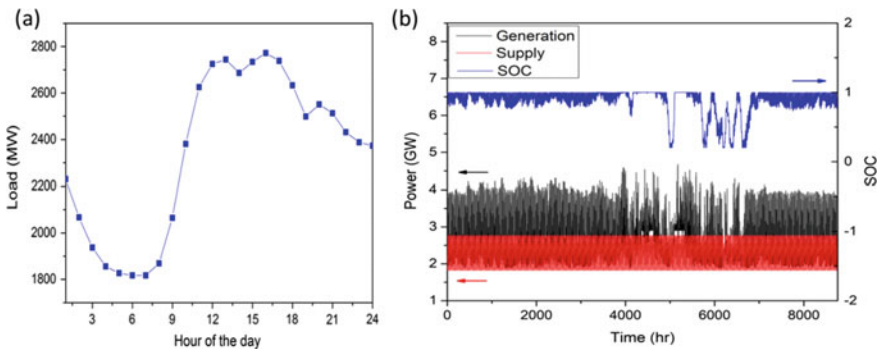 (a)
2800
2600
2400
2200
2000
1800
Load (MW)
3 6 9 12 15 18 21 24
Hour of the day
(b)
Generation
Supply
SOC
8
7
6
5
4
3
2
1
Power (GW)
2
1
0
-1
-2
SOC
0 2000 4000 6000 8000
Time (hr)